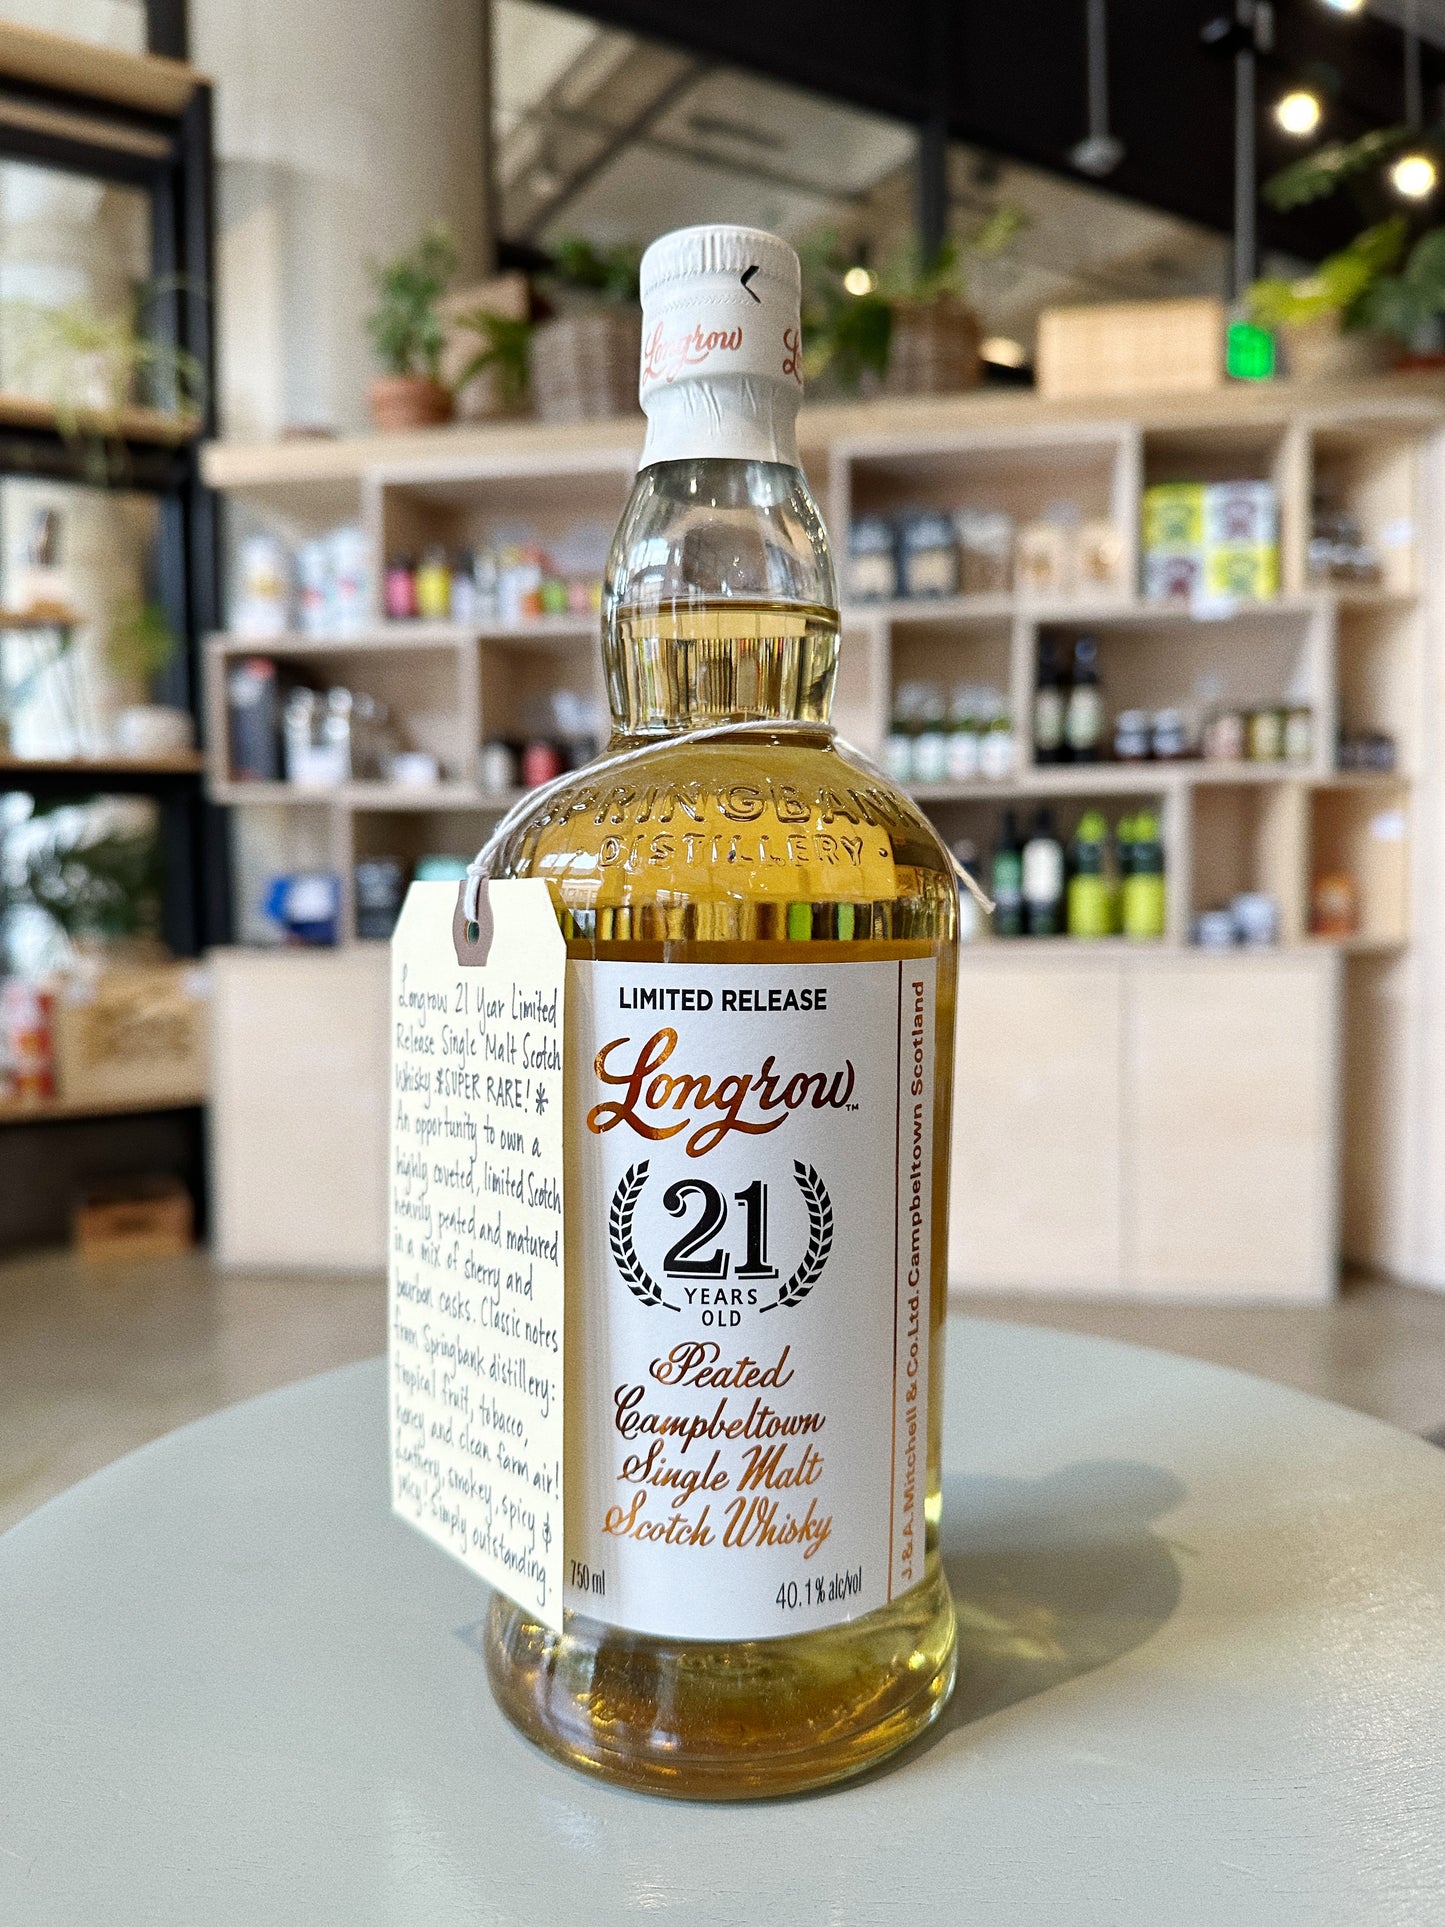 Longrow
SPRINGBANK
· DISTILLERY ·
Longrow 21 Year Limited
Release Single Malt Scotch
Whisky *SUPER RARE! *
An opportunity to own a
highly coveted, limited Scotch
heavily peated and matured
in a mix of sherry and
bourbon casks. Classic notes
from Springbank distillery:
tropical fruit, tobacco,
honey and clean farm air!
Leathery, smokey, spicy &
juicy! Simply outstanding.
LIMITED RELEASE
Longrow™
21
YEARS
OLD
Peated
Campbeltown
Single Malt
Scotch Whisky
750 ml
40.1% alc/vol
J.&A.Mitchell & Co.Ltd.Campbeltown Scotland